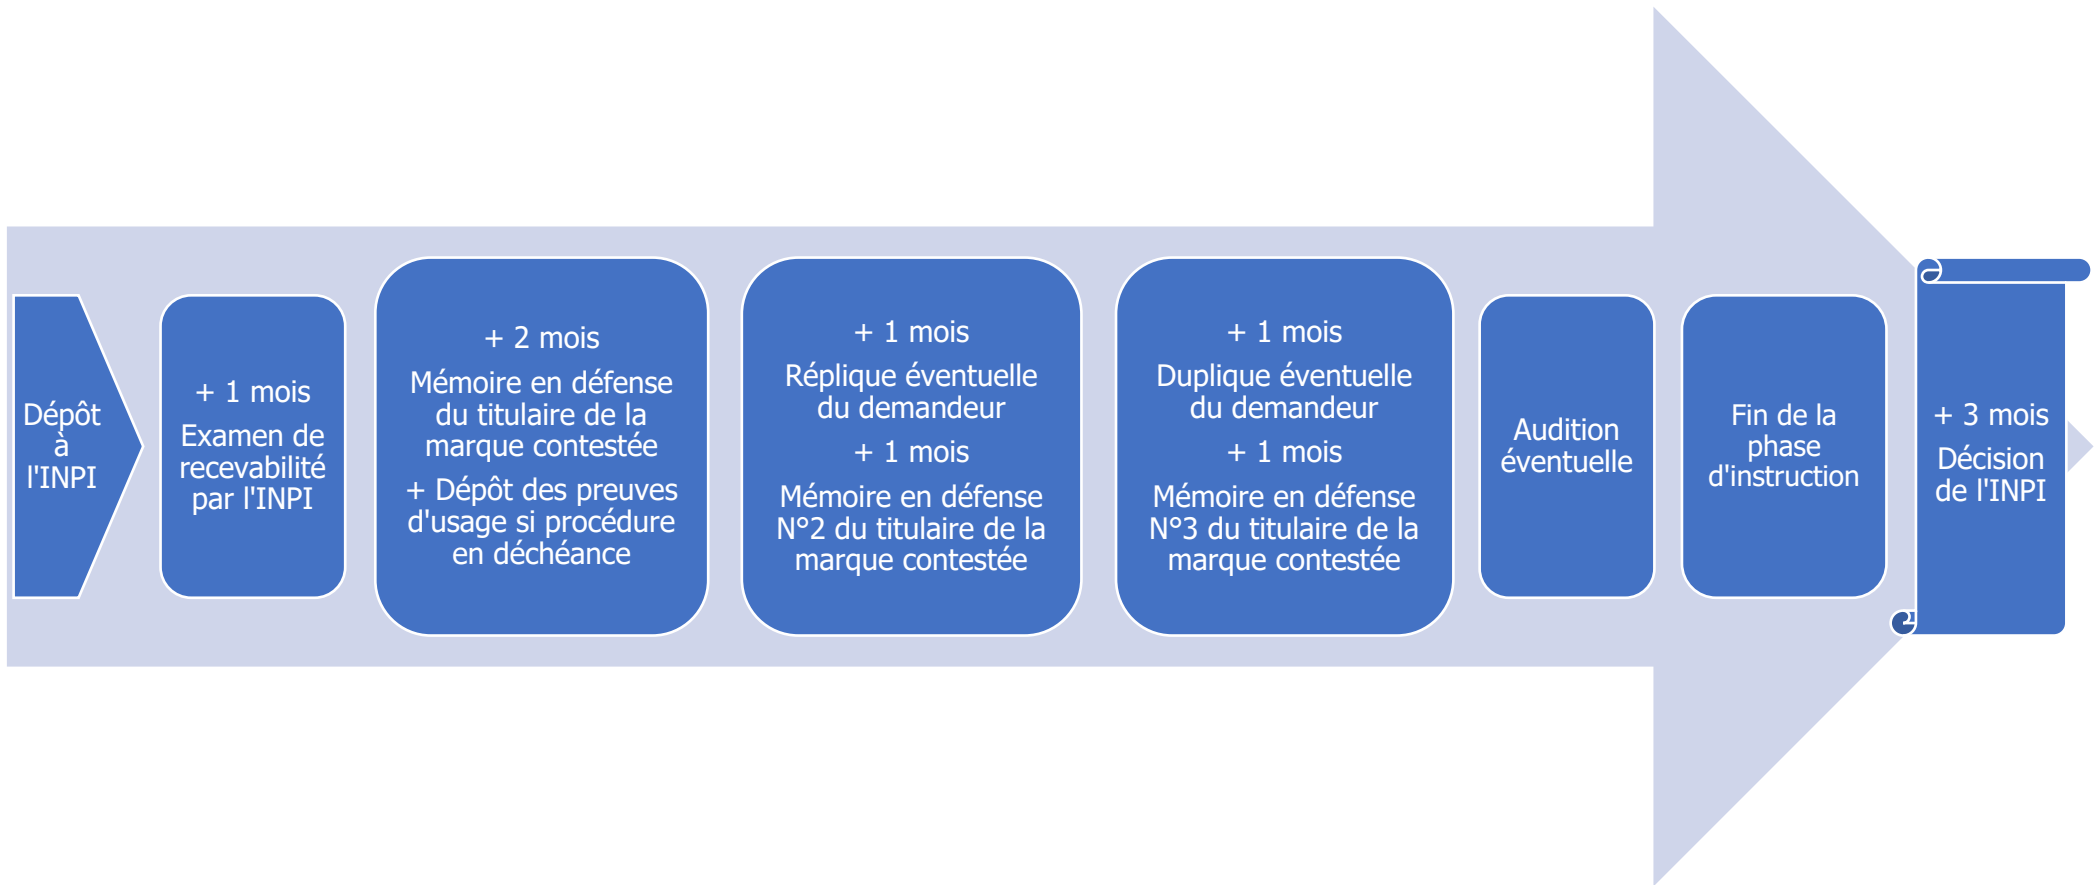 Dépôt
à
l'INPI
+ 1 mois
Examen de
recevabilité
par l'INPI
+ 2 mois
Mémoire en défense
du titulaire de la
marque contestée
+ Dépôt des preuves
d'usage si procédure
en déchéance
+ 1 mois
Réplique éventuelle
du demandeur
+ 1 mois
Mémoire en défense
N°2 du titulaire de la
marque contestée
+ 1 mois
Duplique éventuelle
du demandeur
+ 1 mois
Mémoire en défense
N°3 du titulaire de la
marque contestée
Audition
éventuelle
Fin de la
phase
d'instruction
+ 3 mois
Décision
de l'INPI